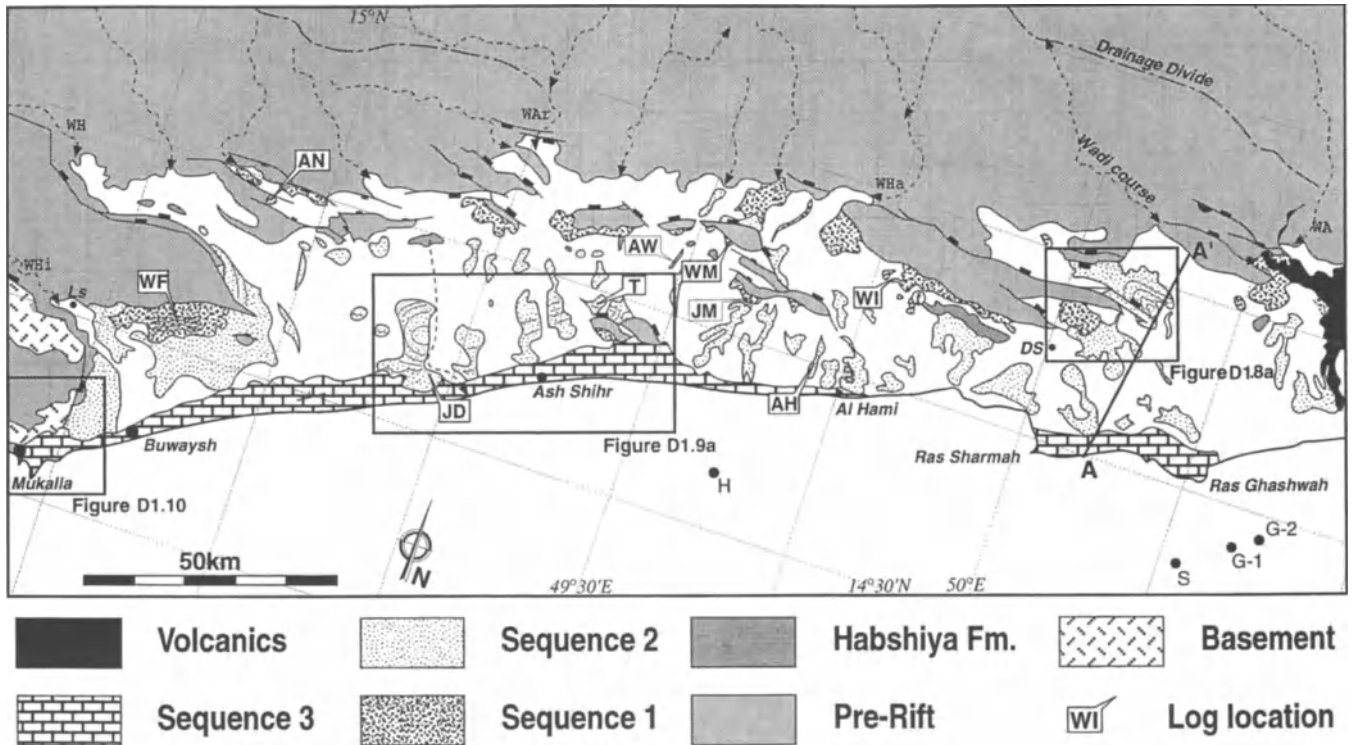 15°N
Drainage Divide
WH
WAr
AN
Wadi course
WHa
WA
A'
AW
WM
WHi
Ls
WF
T
WI
JM
DS
Figure D1.8a
Ash Shihr
JD
AH
Al Hami
Buwaysh
Figure D1.9a
Ras Sharmah
A
Mukalla
H
Ras Ghashwah
Figure D1.10
G-2
G-1
S
50km
N
49°30'E
14°30'N
50°E
Volcanics
Sequence 2
Habshiya Fm.
Basement
Sequence 3
Sequence 1
Pre-Rift
WI
Log location